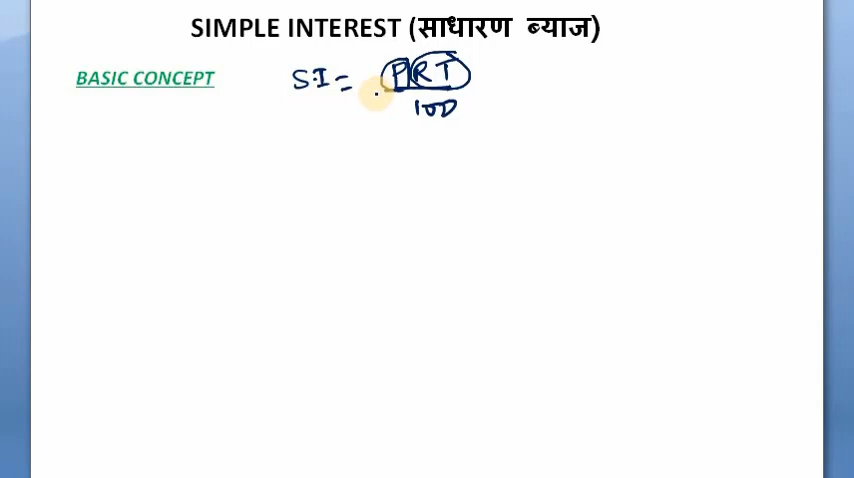 SIMPLE INTEREST (साधारण ब्याज)
BASIC CONCEPT S.I = PRT
100